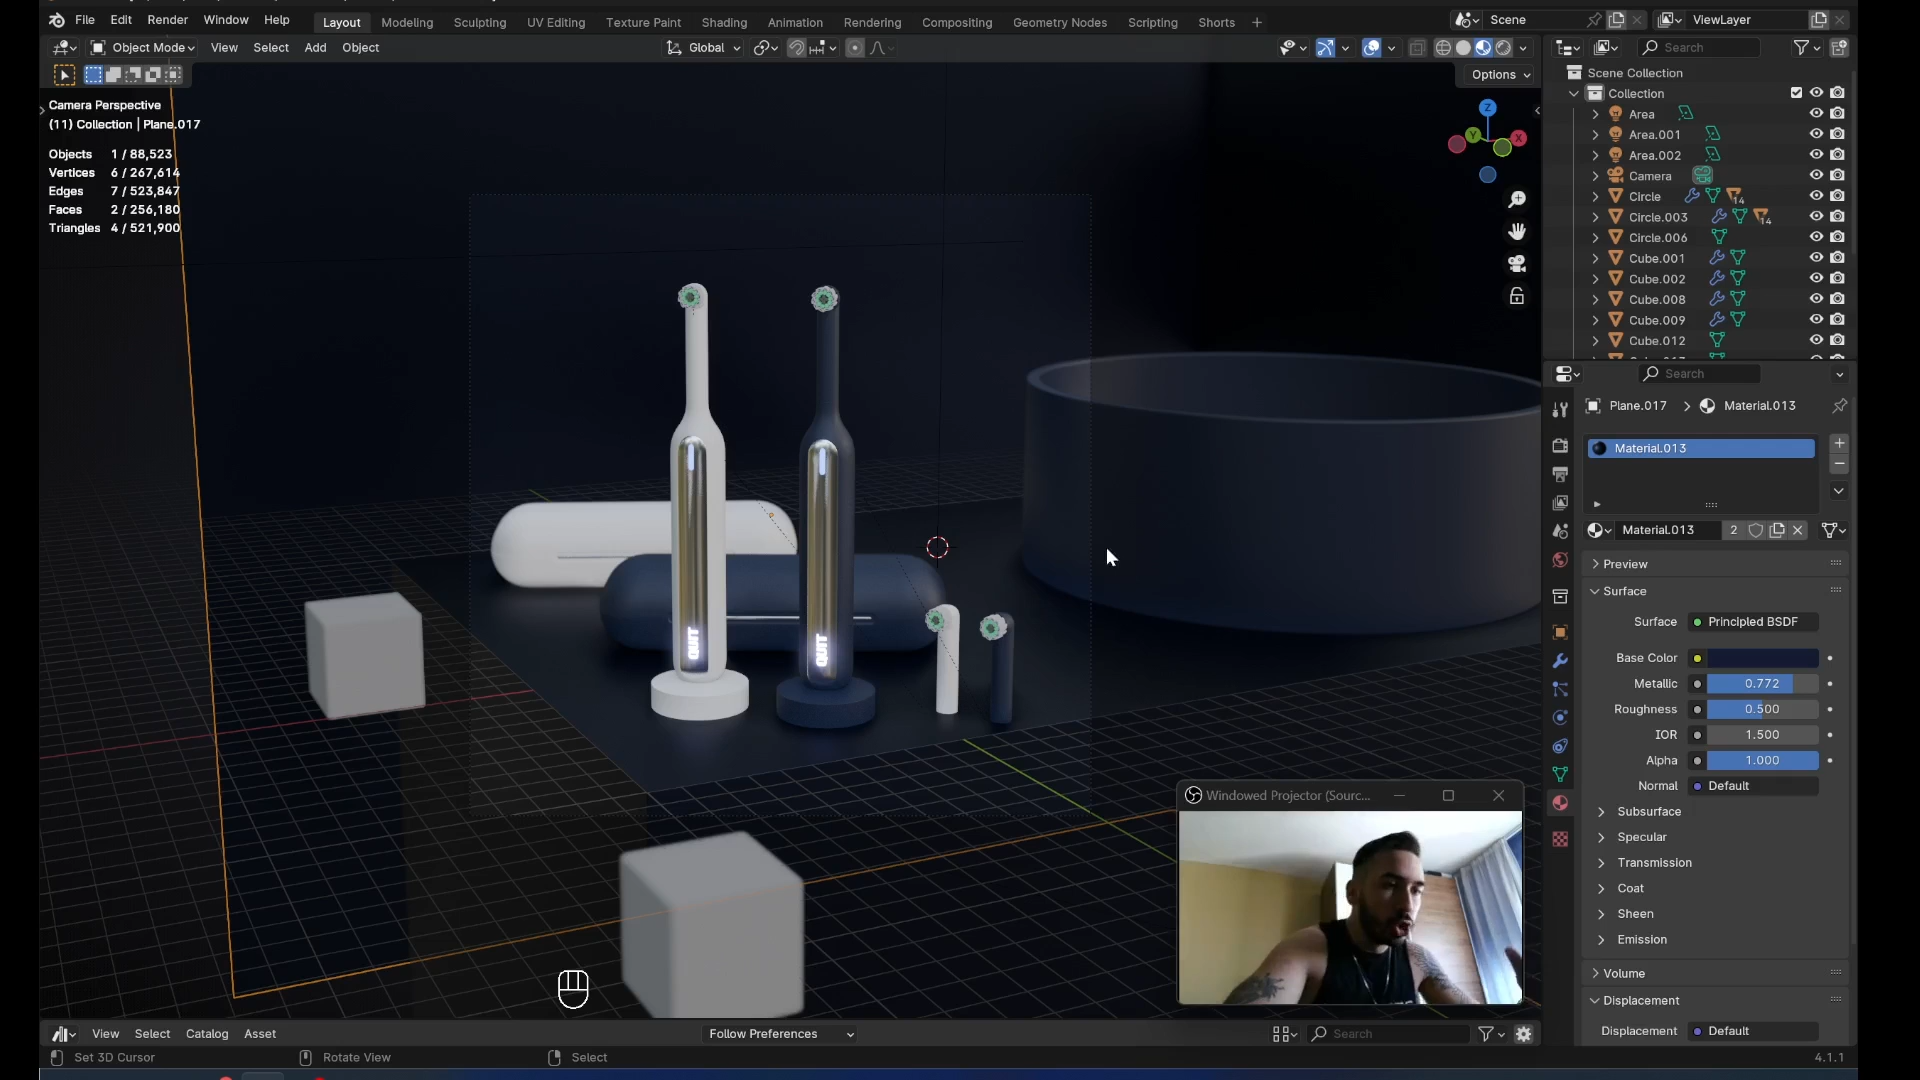 File Edit Render Window Help Layout Modeling Sculpting UV Editing Texture Paint Shading Animation Rendering Compositing Geometry Nodes Scripting Shorts + Scene ViewLayer
Object Mode View Select Add Object Global Search
Options
Camera Perspective
(11) Collection | Plane.017
Objects 1 / 88,523
Vertices 6 / 267,614
Edges 7 / 523,847
Faces 2 / 256,180
Triangles 4 / 521,900
Z
Y
X
QUIT
QUIT
Scene Collection
Collection
Area
Area.001
Area.002
Camera
Circle 14
Circle.003 14
Circle.006
Cube.001
Cube.002
Cube.008
Cube.009
Cube.012
Search
Plane.017 > Material.013
Material.013
Material.013 2
Preview
Surface
Surface Principled BSDF
Base Color
Metallic 0.772
Roughness 0.500
IOR 1.500
Alpha 1.000
Normal Default
Subsurface
Specular
Transmission
Coat
Sheen
Emission
Volume
Displacement
Displacement Default
Windowed Projector (Sourc...
View Select Catalog Asset Follow Preferences Search
Set 3D Cursor Rotate View Select 4.1.1